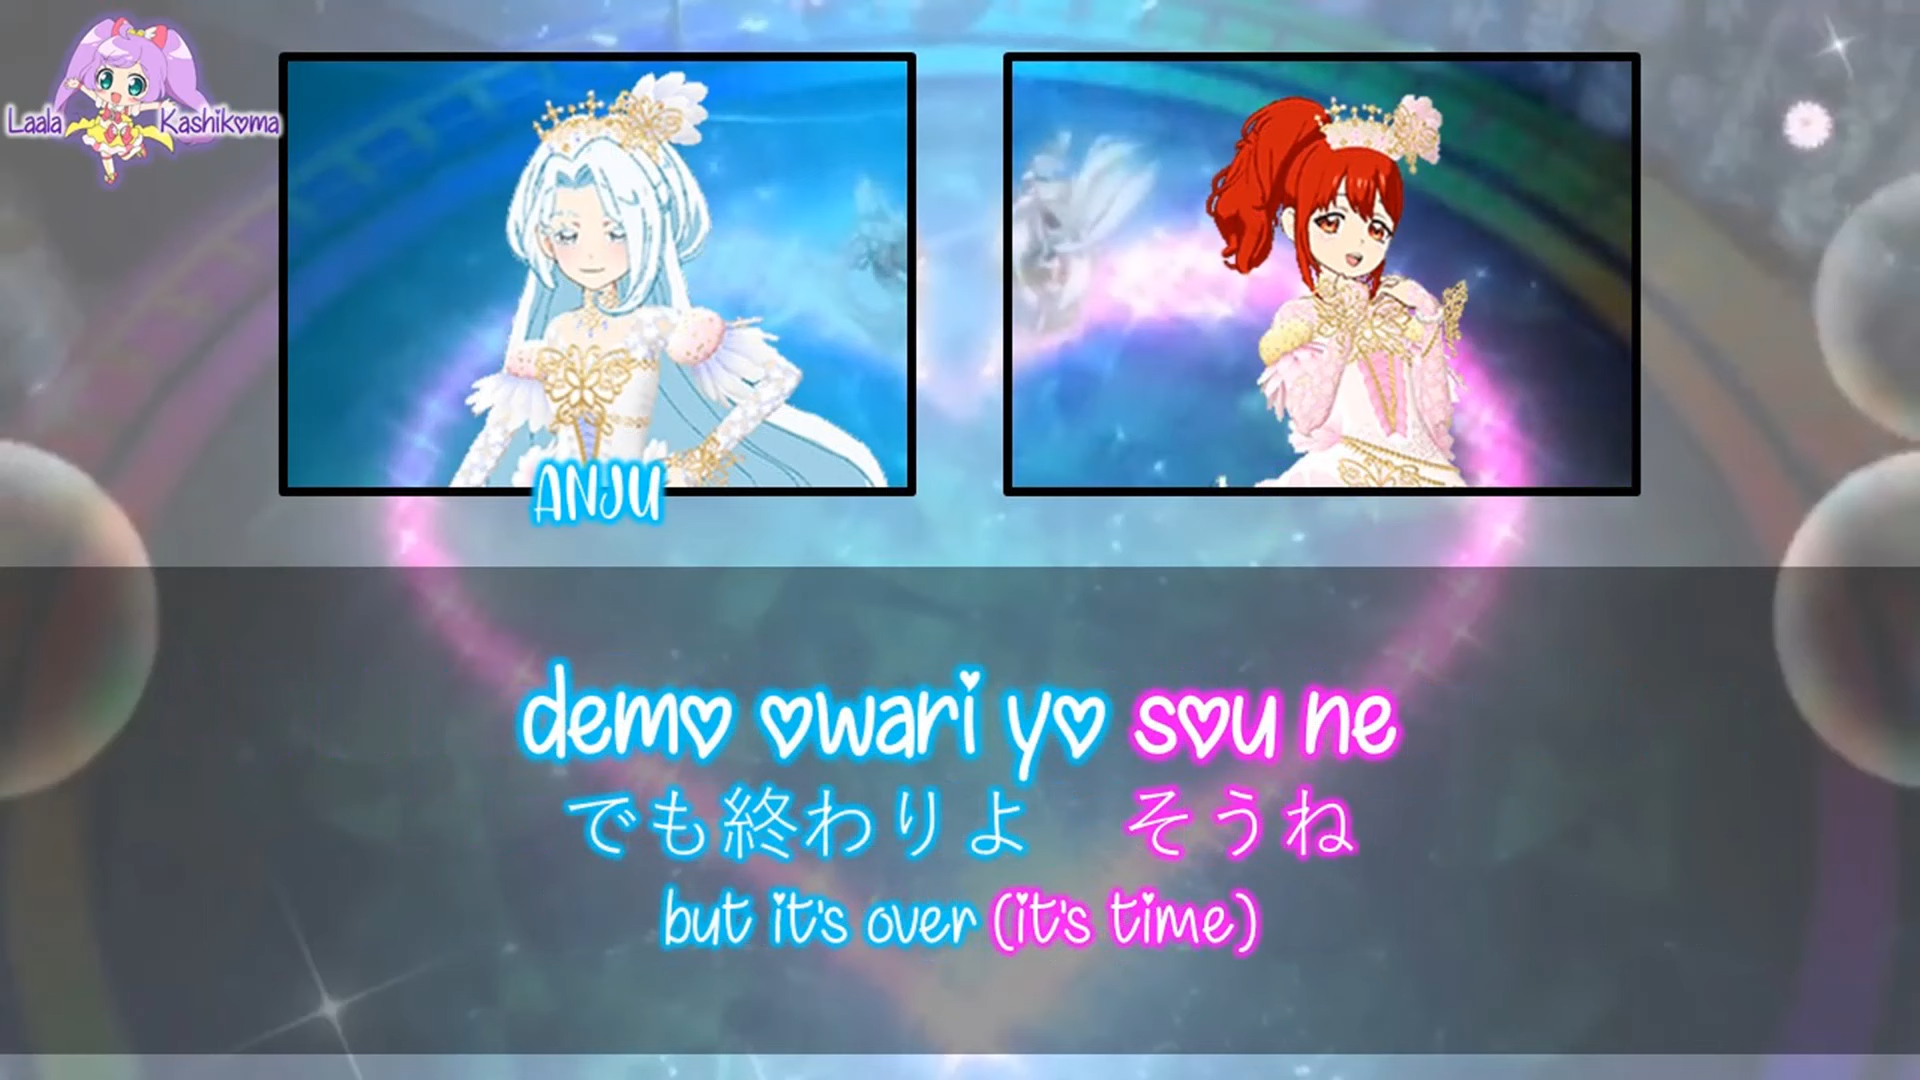 Laala Kashikoma
ANJU
demo owari yo sou ne
でも終わりよ　そうね
but it's over (it's time)